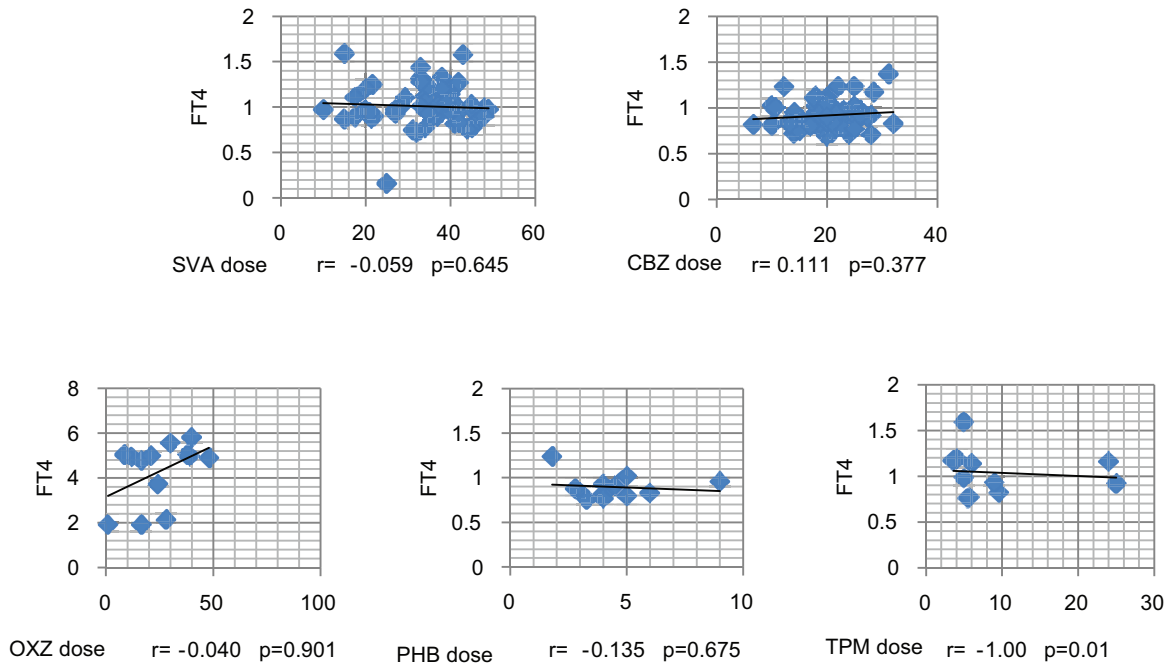 2
1.5
1
0.5
0
FT4
0 20 40 60
SVA dose r= -0.059 p=0.645
2
1.5
1
0.5
0
FT4
0 20 40
CBZ dose r= 0.111 p=0.377
8
6
4
2
0
FT4
0 50 100
OXZ dose r= -0.040 p=0.901
2
1.5
1
0.5
0
FT4
0 5 10
PHB dose r= -0.135 p=0.675
2
1.5
1
0.5
0
FT4
0 10 20 30
TPM dose r= -1.00 p=0.01